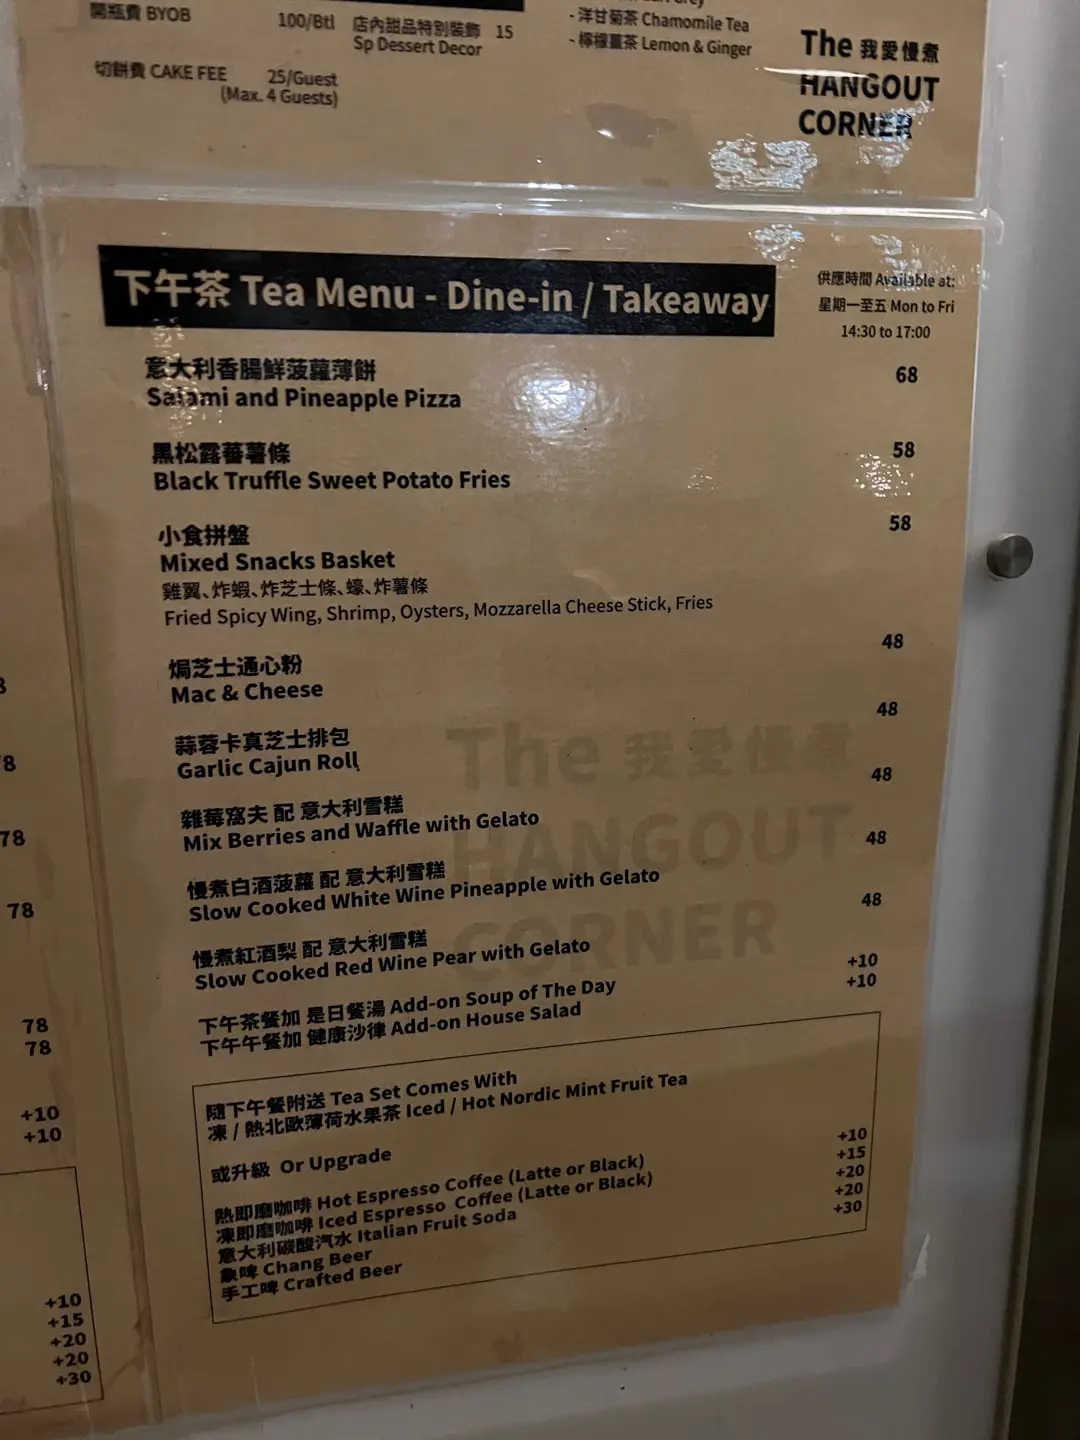 開瓶費 BYOB 100/Btl
店內甜品特別裝飾 15
Sp Dessert Decor
切餅費 CAKE FEE 25/Guest
(Max. 4 Guests)
- 洋甘菊茶 Chamomile Tea
- 檸檬薑茶 Lemon & Ginger
The 我愛慢煮
HANGOUT
CORNER
下午茶 Tea Menu - Dine-in / Takeaway
供應時間 Available at:
星期一至五 Mon to Fri
14:30 to 17:00
意大利香腸鮮菠蘿薄餅 68
Salami and Pineapple Pizza
黑松露蕃薯條 58
Black Truffle Sweet Potato Fries
小食拼盤 58
Mixed Snacks Basket
雞翼、炸蝦、炸芝士條、蠔、炸薯條
Fried Spicy Wing, Shrimp, Oysters, Mozzarella Cheese Stick, Fries
焗芝士通心粉 48
Mac & Cheese
蒜蓉卡真芝士排包 48
Garlic Cajun Roll
雜莓窩夫 配 意大利雪糕 48
Mix Berries and Waffle with Gelato
慢煮白酒菠蘿 配 意大利雪糕 48
Slow Cooked White Wine Pineapple with Gelato
慢煮紅酒梨 配 意大利雪糕 48
Slow Cooked Red Wine Pear with Gelato
下午茶餐加 是日餐湯 Add-on Soup of The Day +10
下午午餐加 健康沙律 Add-on House Salad +10
The 我愛慢煮
HANGOUT
CORNER
隨下午餐附送 Tea Set Comes With
凍 / 熱北歐薄荷水果茶 Iced / Hot Nordic Mint Fruit Tea
或升級 Or Upgrade
熱即磨咖啡 Hot Espresso Coffee (Latte or Black) +10
凍即磨咖啡 Iced Espresso Coffee (Latte or Black) +15
意大利碳酸汽水 Italian Fruit Soda +20
象啤 Chang Beer +20
手工啤 Crafted Beer +30
78
78
78
78
+10
+10
+10
+15
+20
+20
+30